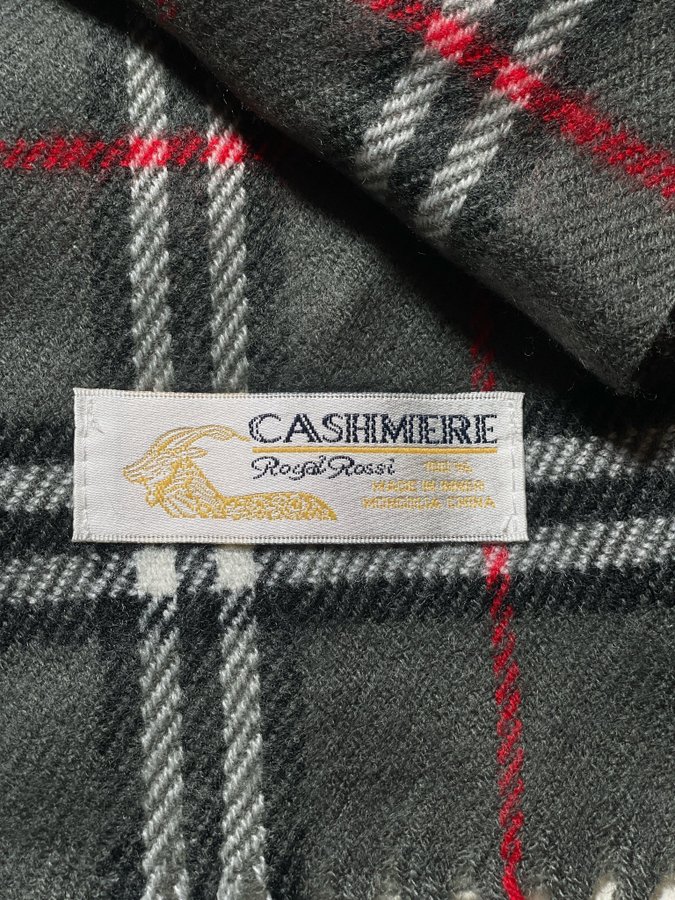 CASHMERE
Royal Rossi 100%
MADE IN INNER
MONGOLIA CHINA